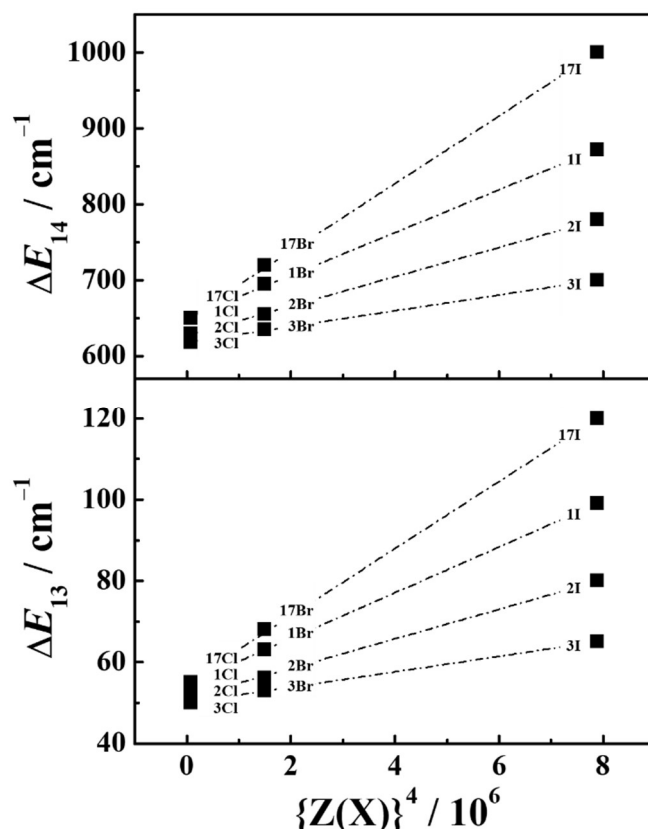 1000
900
800
700
600
ΔE14 / cm−1
17I
1I
2I
3I
17Br
1Br
2Br
3Br
17Cl
1Cl
2Cl
3Cl
120
100
80
60
40
ΔE13 / cm−1
17I
1I
2I
3I
17Br
1Br
2Br
3Br
17Cl
1Cl
2Cl
3Cl
0 2 4 6 8
{Z(X)}4 / 106